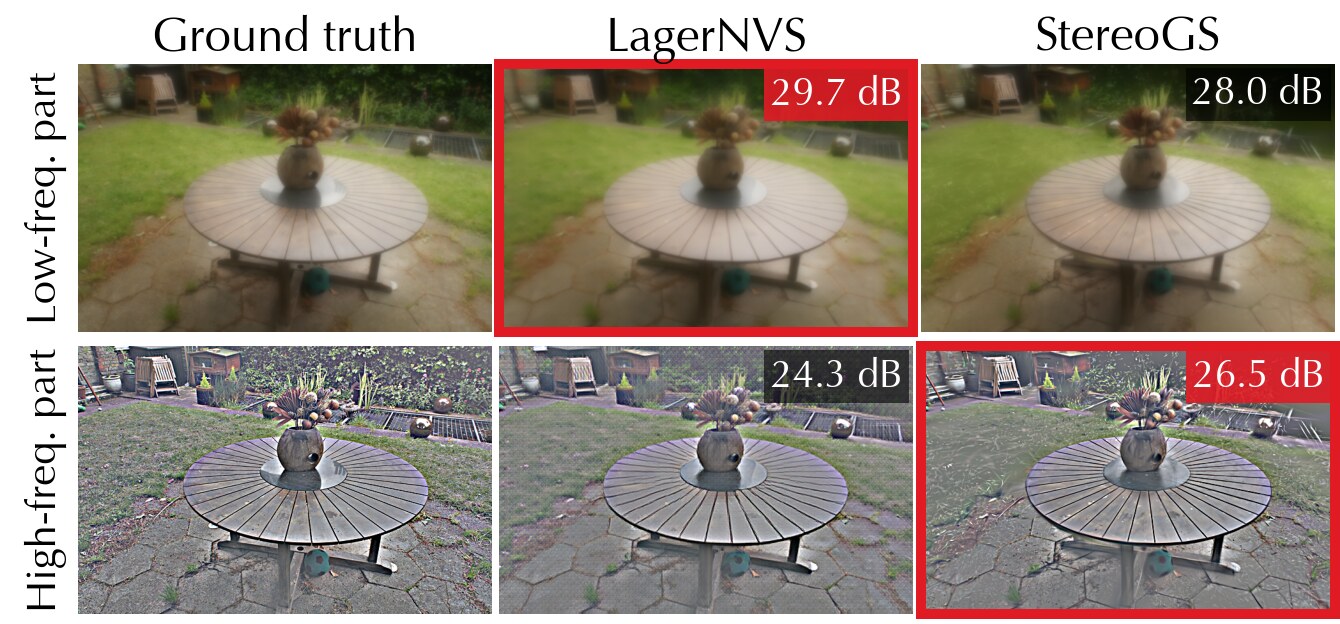 Ground truth
LagerNVS
StereoGS
Low-freq. part
29.7 dB
28.0 dB
High-freq. part
24.3 dB
26.5 dB